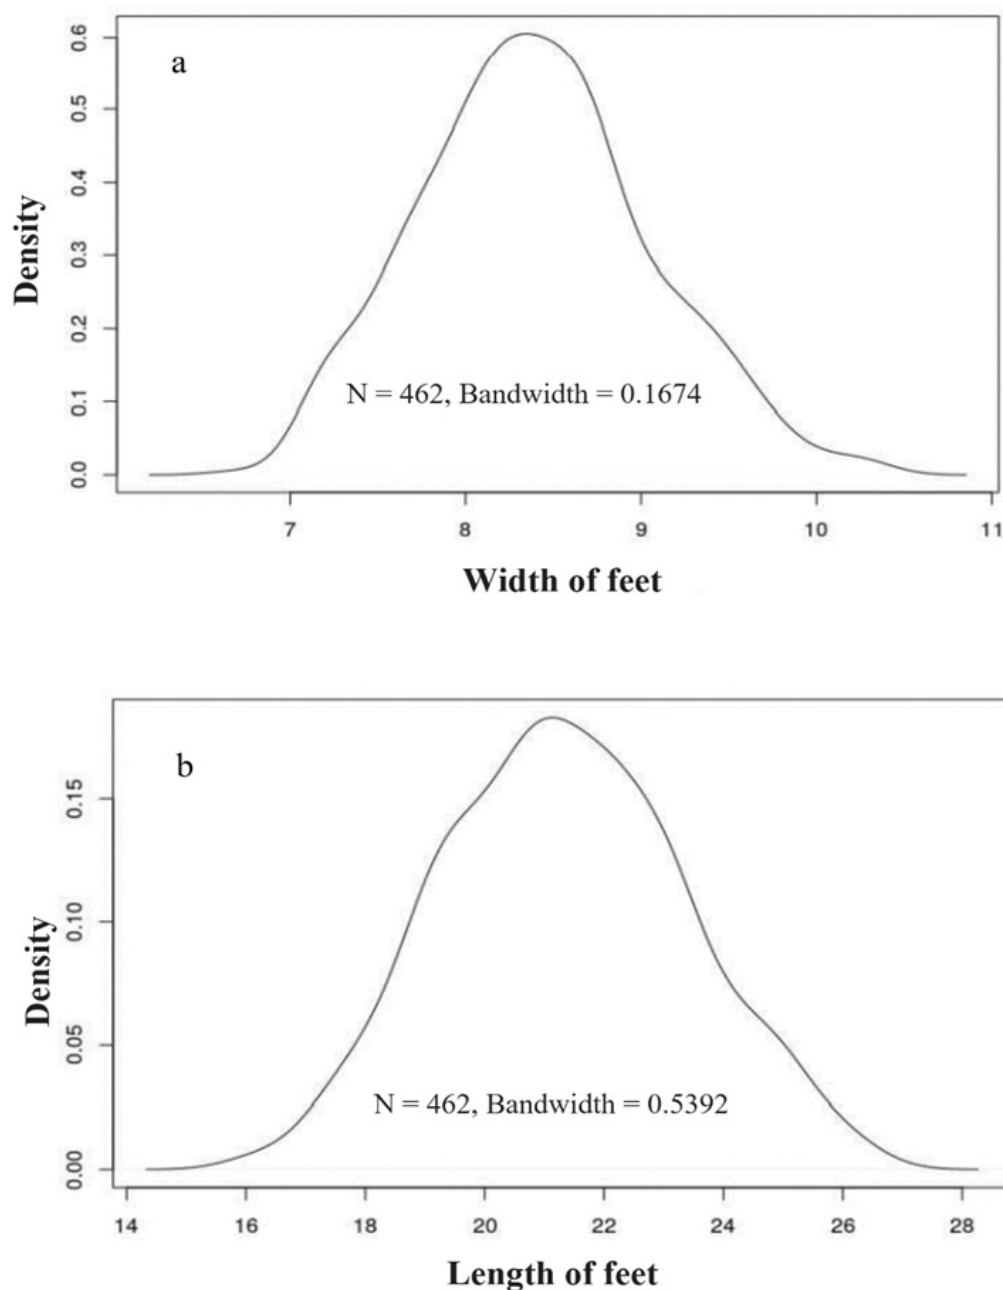 a
0.6
0.5
0.4
0.3
0.2
0.1
0.0
Density
N = 462, Bandwidth = 0.1674
7 8 9 10 11
Width of feet
b
0.15
0.10
0.05
0.00
Density
N = 462, Bandwidth = 0.5392
14 16 18 20 22 24 26 28
Length of feet